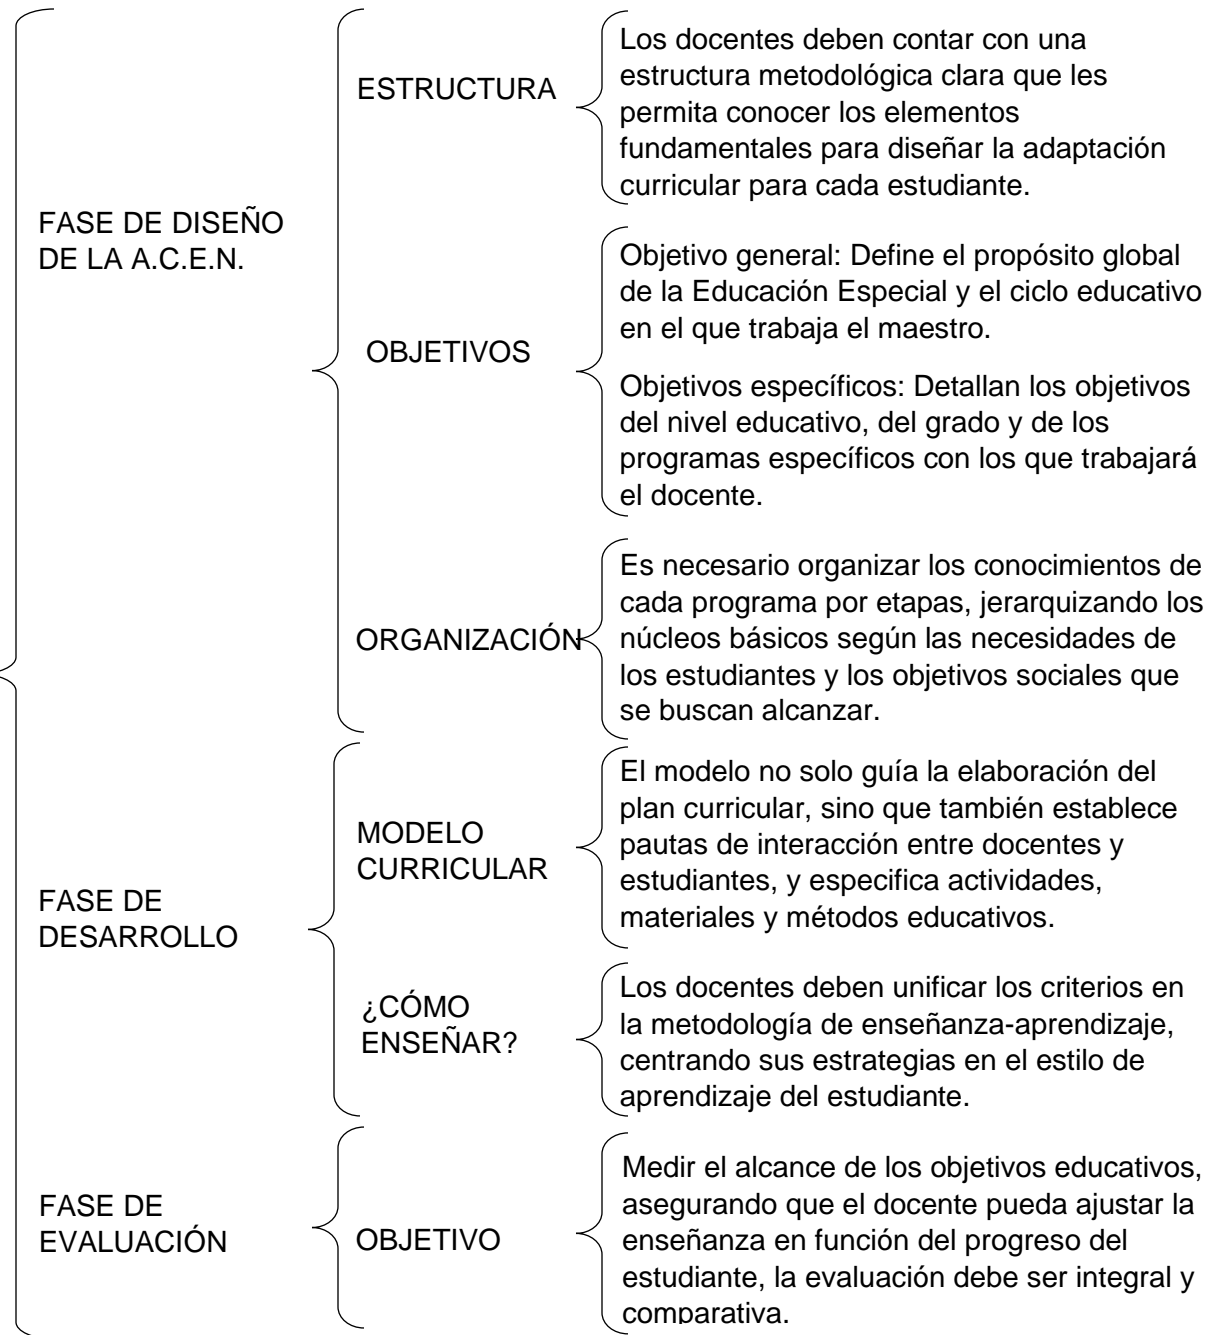 FASE DE DISEÑO
DE LA A.C.E.N.
ESTRUCTURA
Los docentes deben contar con una
estructura metodológica clara que les
permita conocer los elementos
fundamentales para diseñar la adaptación
curricular para cada estudiante.
OBJETIVOS
Objetivo general: Define el propósito global
de la Educación Especial y el ciclo educativo
en el que trabaja el maestro.
Objetivos específicos: Detallan los objetivos
del nivel educativo, del grado y de los
programas específicos con los que trabajará
el docente.
ORGANIZACIÓN
Es necesario organizar los conocimientos de
cada programa por etapas, jerarquizando los
núcleos básicos según las necesidades de
los estudiantes y los objetivos sociales que
se buscan alcanzar.
FASE DE
DESARROLLO
MODELO
CURRICULAR
El modelo no solo guía la elaboración del
plan curricular, sino que también establece
pautas de interacción entre docentes y
estudiantes, y especifica actividades,
materiales y métodos educativos.
¿CÓMO
ENSEÑAR?
Los docentes deben unificar los criterios en
la metodología de enseñanza-aprendizaje,
centrando sus estrategias en el estilo de
aprendizaje del estudiante.
FASE DE
EVALUACIÓN
OBJETIVO
Medir el alcance de los objetivos educativos,
asegurando que el docente pueda ajustar la
enseñanza en función del progreso del
estudiante, la evaluación debe ser integral y
comparativa.